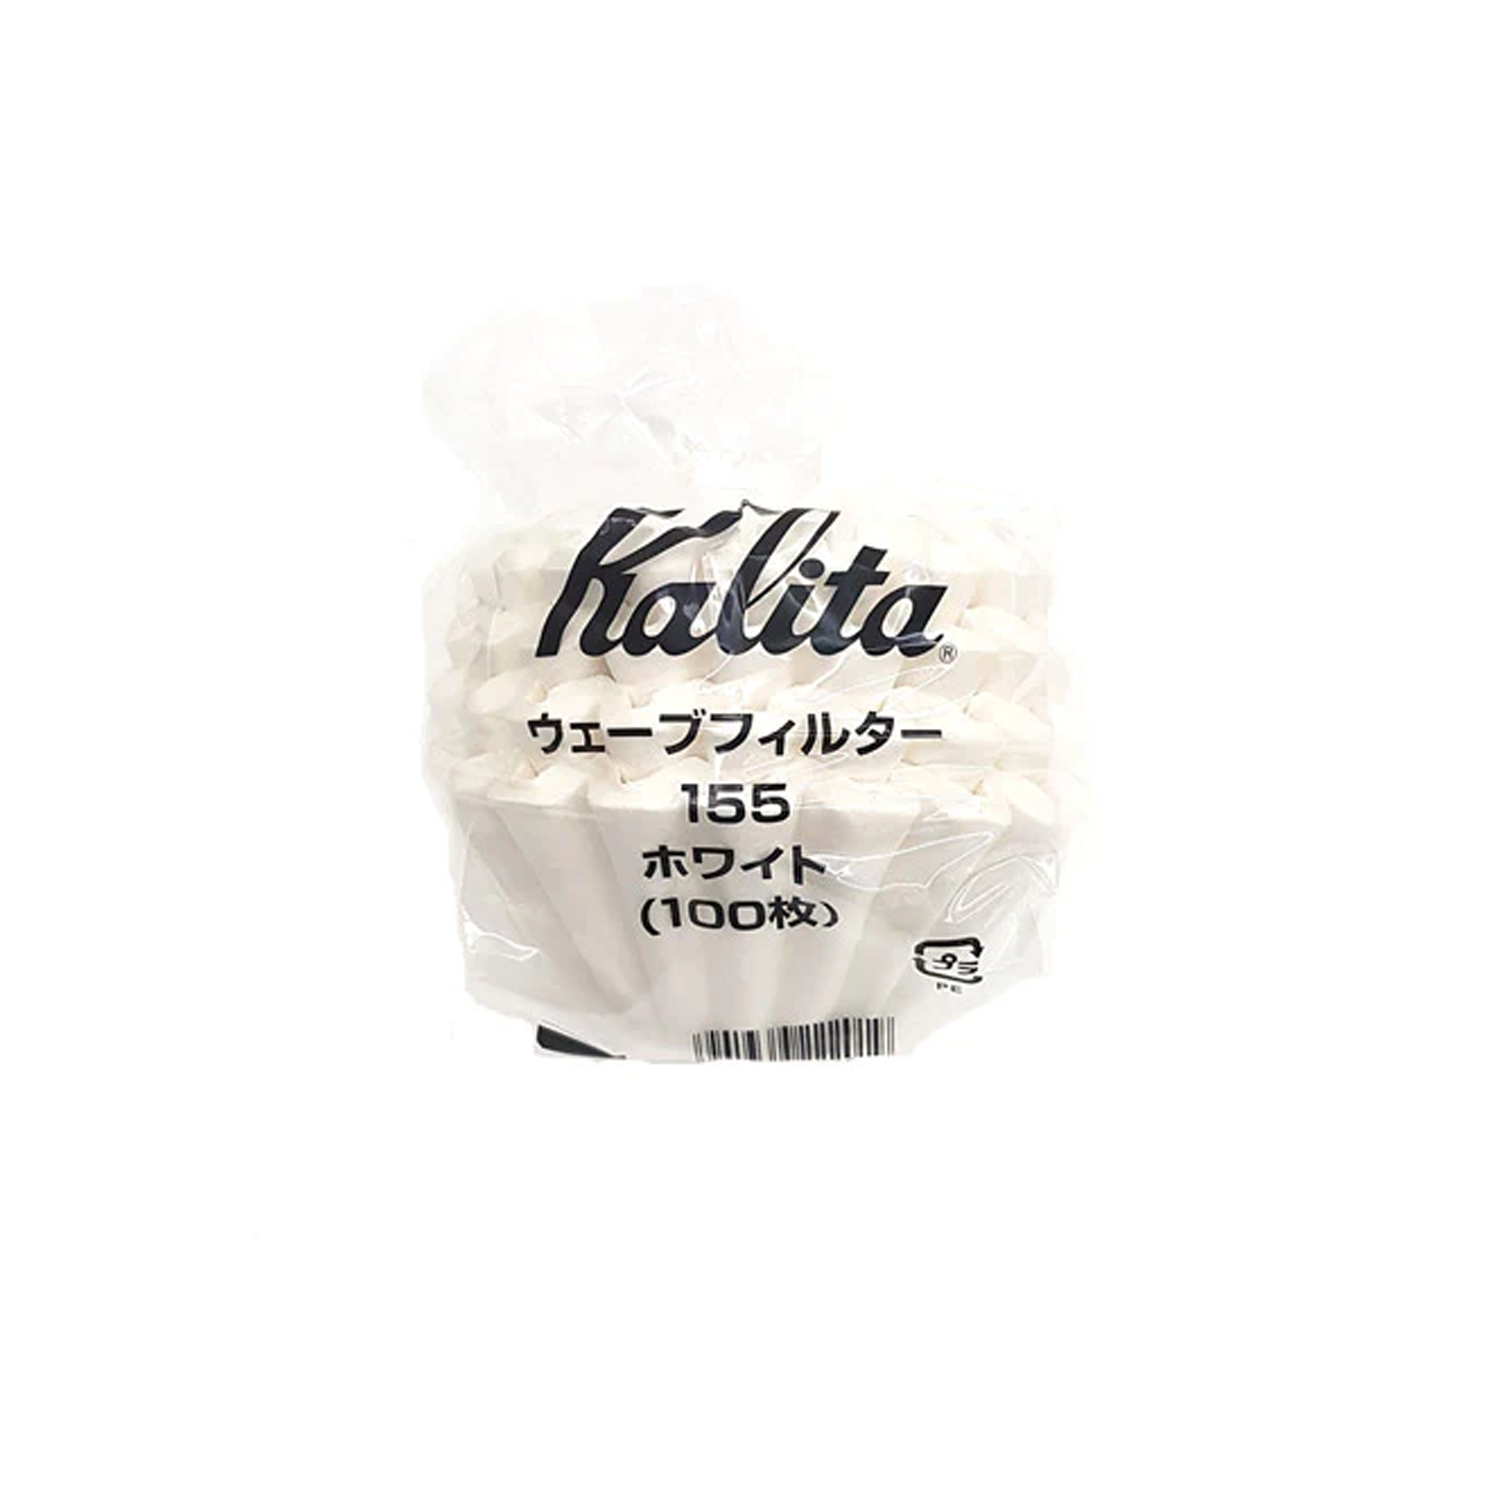 Kalita®
ウェーブフィルター
155
ホワイト
(100枚)
プラ
PE